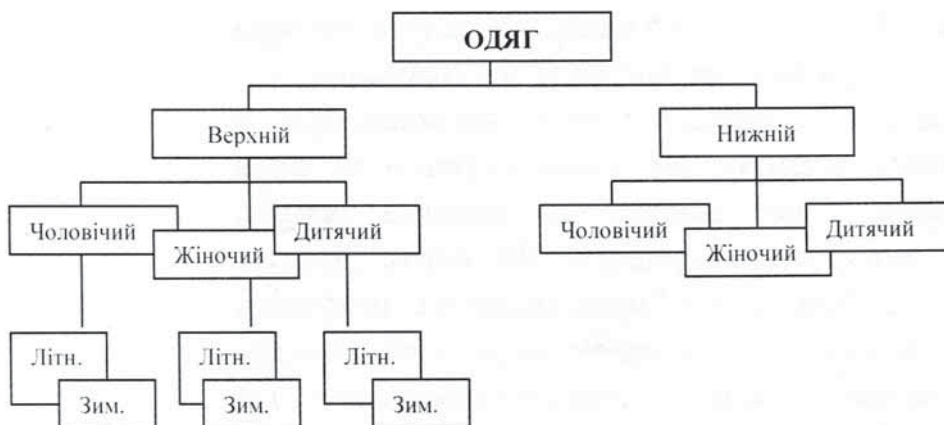 ОДЯГ
Верхній
Нижній
Чоловічий
Жіночий
Дитячий
Чоловічий
Жіночий
Дитячий
Літн.
Зим.
Літн.
Зим.
Літн.
Зим.